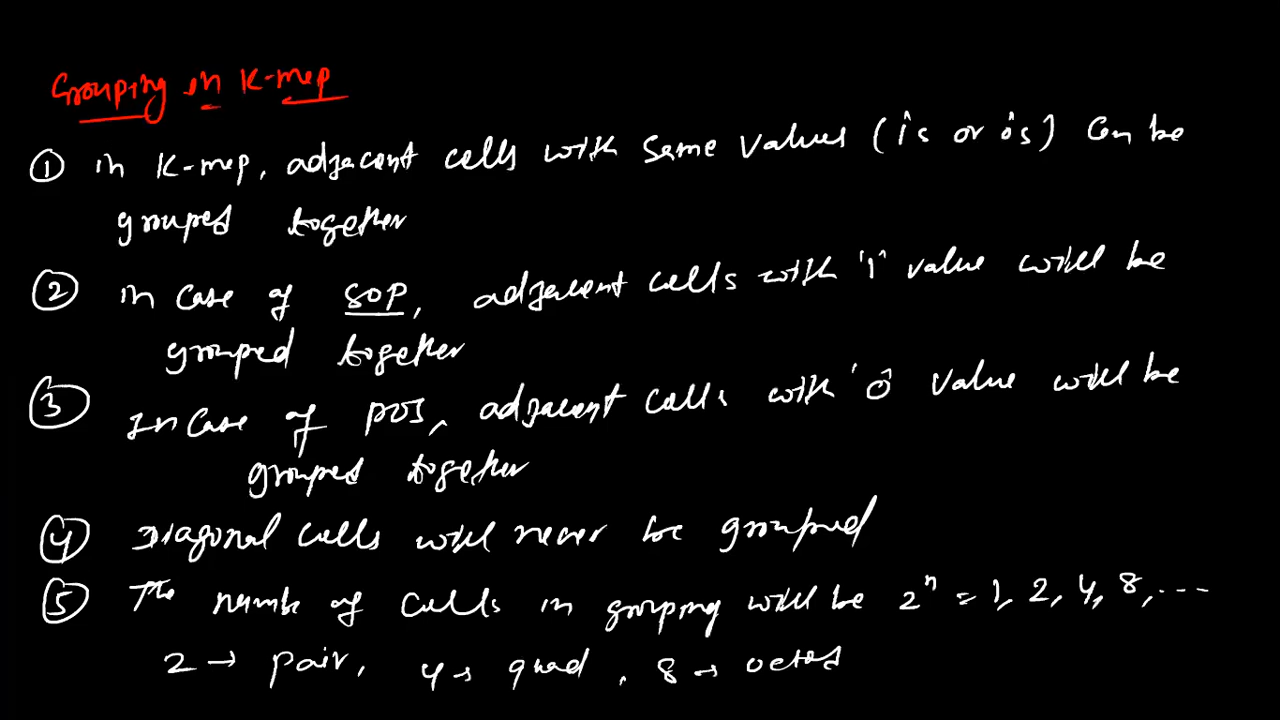 Grouping in K-map
① in K-map, adjacent cells with same values (1's or 0's) Can be
grouped together
② in case of SOP, adjacent cells with '1' value will be
grouped together
③ In Case of POS, adjacent cells with '0' value will be
grouped together
④ Diagonal cells will never be grouped
⑤ The numbe of cells in grouping will be 2ⁿ = 1, 2, 4, 8, ....
2 → pair, 4 → quad, 8 → octet